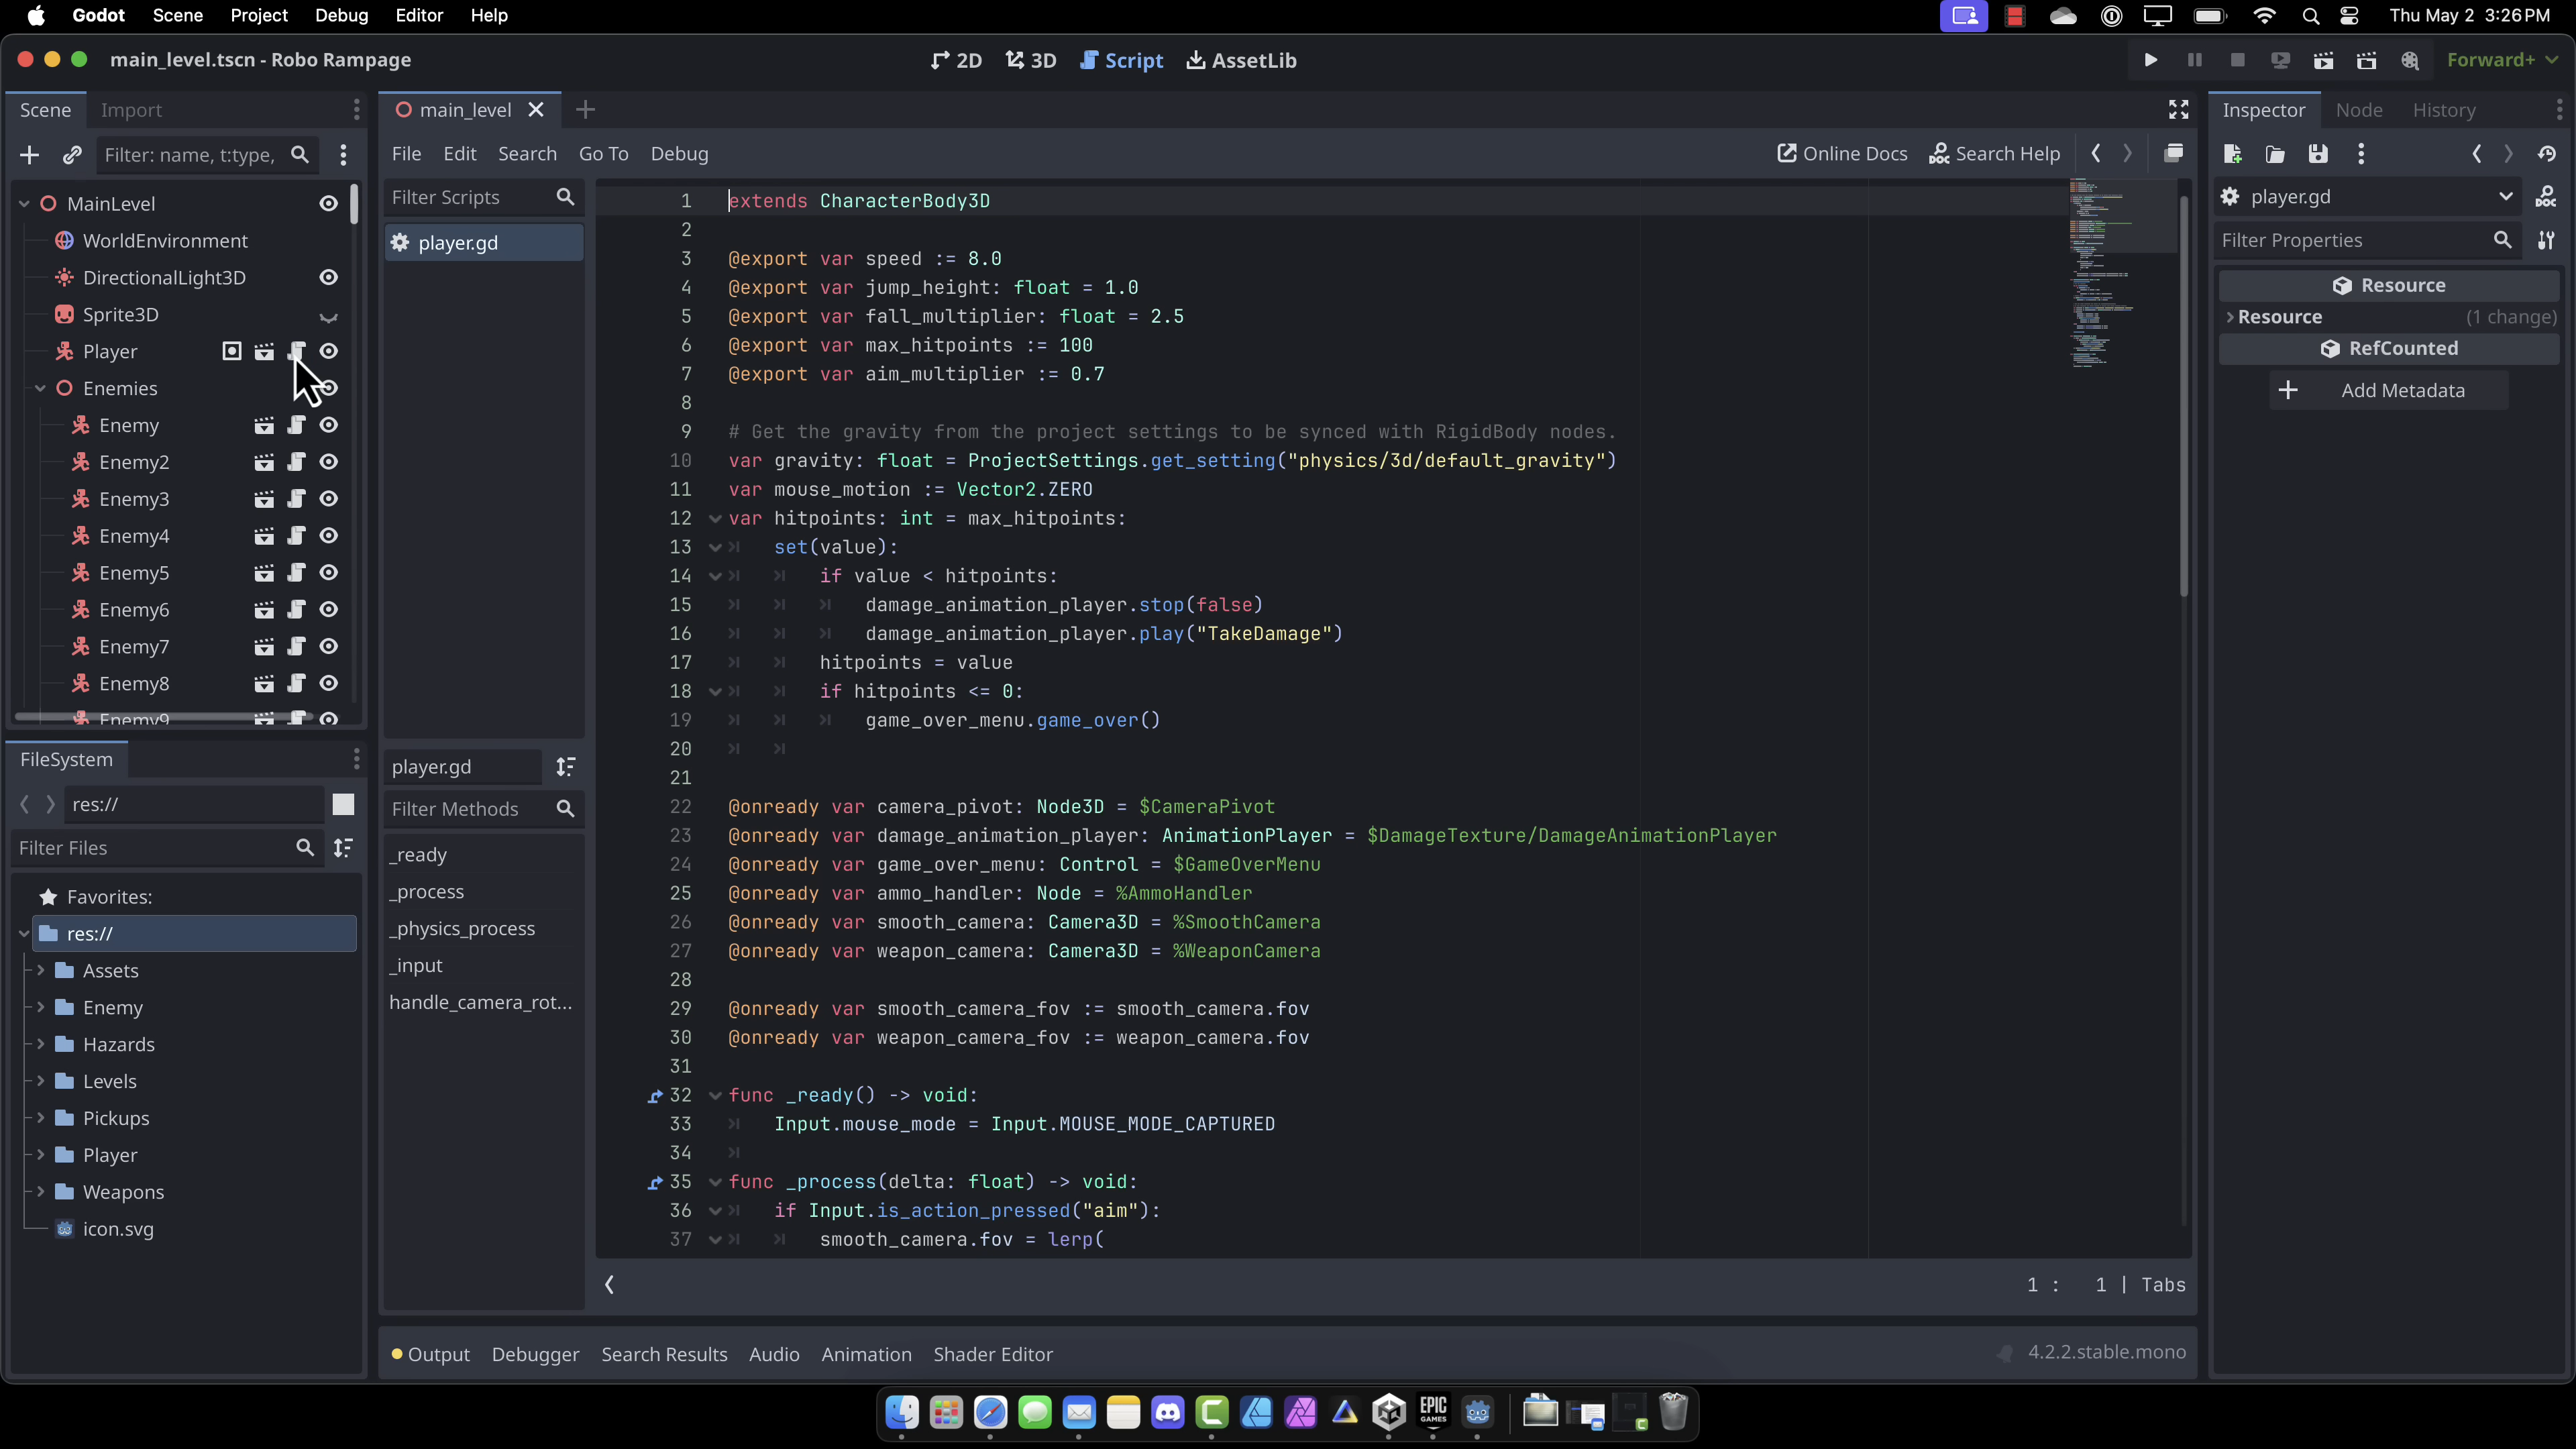 Godot Scene Project Debug Editor Help Thu May 2 3:26 PM
main_level.tscn - Robo Rampage 2D 3D Script AssetLib Forward+
Scene Import
main_level
Inspector Node History
Filter: name, t:type,
File Edit Search Go To Debug Online Docs Search Help
MainLevel
WorldEnvironment
DirectionalLight3D
Sprite3D
Player
Enemies
Enemy
Enemy2
Enemy3
Enemy4
Enemy5
Enemy6
Enemy7
Enemy8
Enemy9
FileSystem
res://
Filter Files
Favorites:
res://
Assets
Enemy
Hazards
Levels
Pickups
Player
Weapons
icon.svg
Filter Scripts
player.gd
player.gd
Filter Methods
_ready
_process
_physics_process
_input
handle_camera_rot...
1 extends CharacterBody3D
2
3 @export var speed := 8.0
4 @export var jump_height: float = 1.0
5 @export var fall_multiplier: float = 2.5
6 @export var max_hitpoints := 100
7 @export var aim_multiplier := 0.7
8
9 # Get the gravity from the project settings to be synced with RigidBody nodes.
10 var gravity: float = ProjectSettings.get_setting("physics/3d/default_gravity")
11 var mouse_motion := Vector2.ZERO
12 var hitpoints: int = max_hitpoints:
13 set(value):
14 if value < hitpoints:
15 damage_animation_player.stop(false)
16 damage_animation_player.play("TakeDamage")
17 hitpoints = value
18 if hitpoints <= 0:
19 game_over_menu.game_over()
20
21
22 @onready var camera_pivot: Node3D = $CameraPivot
23 @onready var damage_animation_player: AnimationPlayer = $DamageTexture/DamageAnimationPlayer
24 @onready var game_over_menu: Control = $GameOverMenu
25 @onready var ammo_handler: Node = %AmmoHandler
26 @onready var smooth_camera: Camera3D = %SmoothCamera
27 @onready var weapon_camera: Camera3D = %WeaponCamera
28
29 @onready var smooth_camera_fov := smooth_camera.fov
30 @onready var weapon_camera_fov := weapon_camera.fov
31
32 func _ready() -> void:
33 Input.mouse_mode = Input.MOUSE_MODE_CAPTURED
34
35 func _process(delta: float) -> void:
36 if Input.is_action_pressed("aim"):
37 smooth_camera.fov = lerp(
1 : 1 | Tabs
Output Debugger Search Results Audio Animation Shader Editor 4.2.2.stable.mono
player.gd
Filter Properties
Resource
Resource (1 change)
RefCounted
Add Metadata
EPIC
GAMES